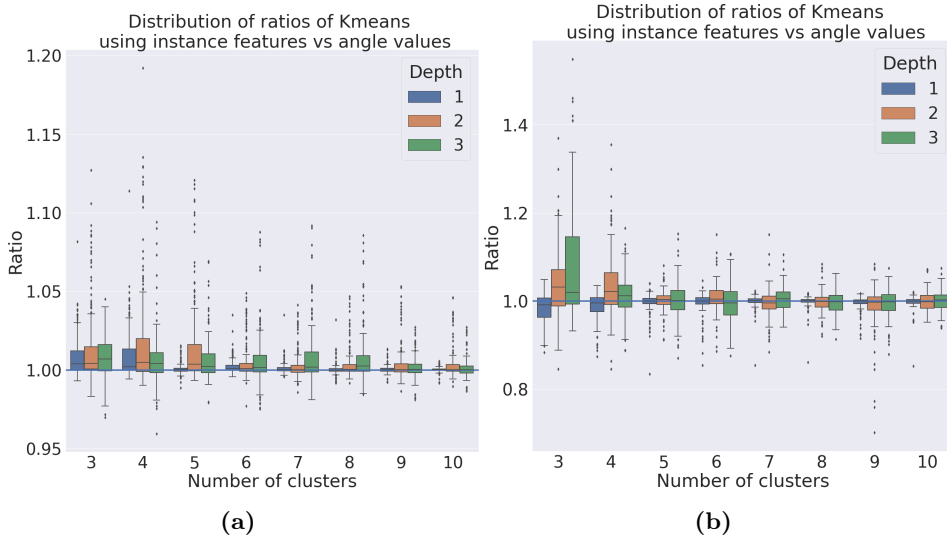 Distribution of ratios of Kmeans
using instance features vs angle values
Ratio
1.20
1.15
1.10
1.05
1.00
0.95
Depth
1
2
3
3 4 5 6 7 8 9 10
Number of clusters
(a)
Distribution of ratios of Kmeans
using instance features vs angle values
Ratio
1.4
1.2
1.0
0.8
Depth
1
2
3
3 4 5 6 7 8 9 10
Number of clusters
(b)